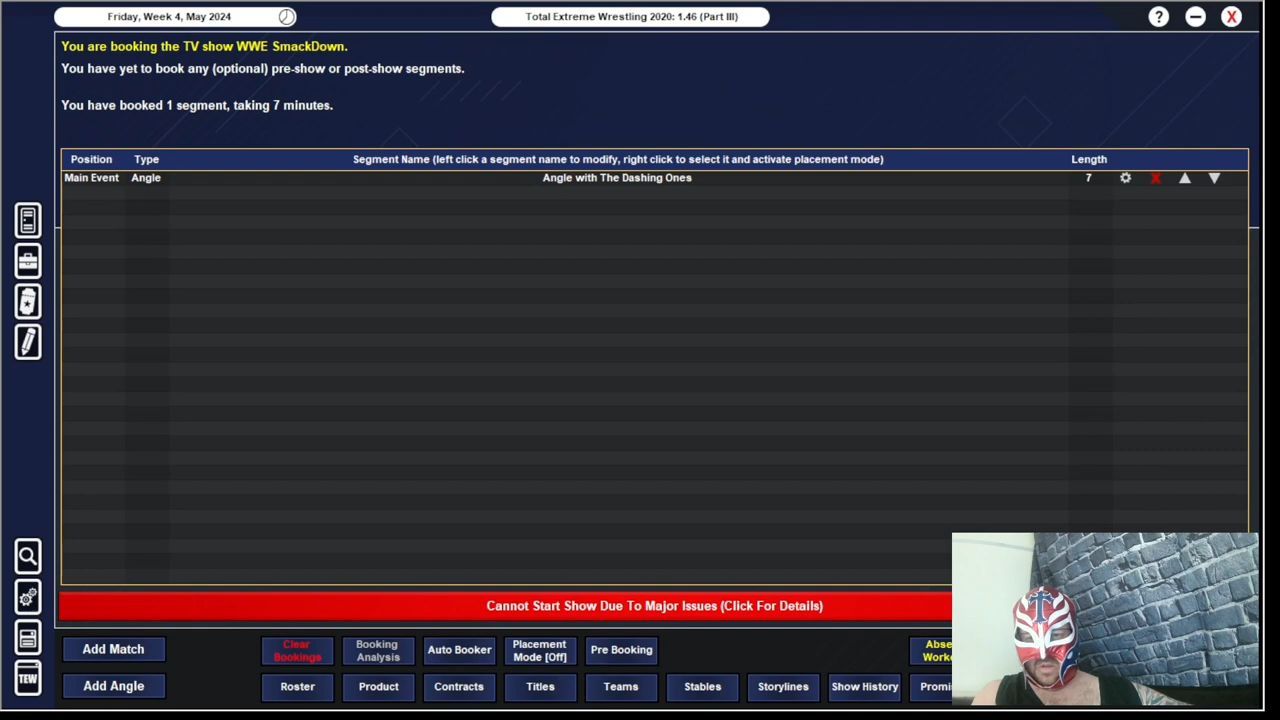 Friday, Week 4, May 2024
Total Extreme Wrestling 2020: 1.46 (Part III)
?
X
You are booking the TV show WWE SmackDown.
You have yet to book any (optional) pre-show or post-show segments.
You have booked 1 segment, taking 7 minutes.
Position Type Segment Name (left click a segment name to modify, right click to select it and activate placement mode) Length
Main Event Angle Angle with The Dashing Ones 7 X
Cannot Start Show Due To Major Issues (Click For Details)
Add Match
Clear Bookings
Booking Analysis
Auto Booker
Placement Mode [Off]
Pre Booking
TEW
Add Angle
Roster
Product
Contracts
Titles
Teams
Stables
Storylines
Show History